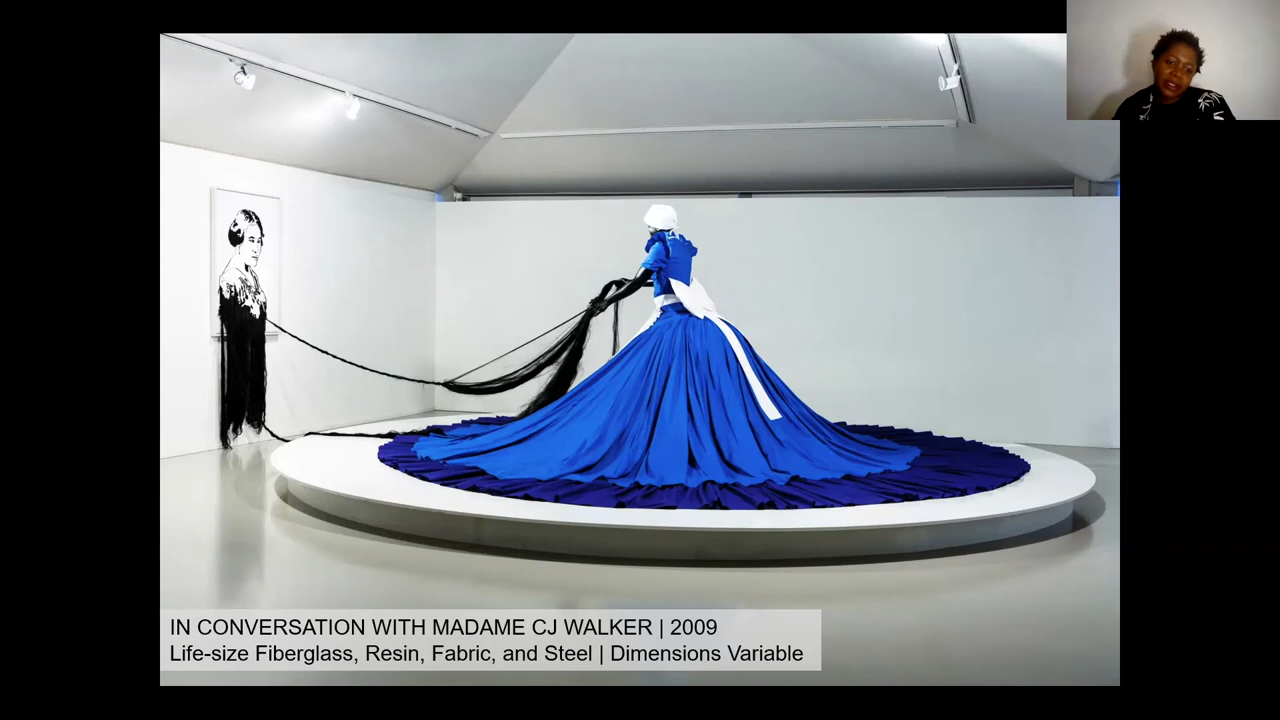 IN CONVERSATION WITH MADAME CJ WALKER | 2009
Life-size Fiberglass, Resin, Fabric, and Steel | Dimensions Variable